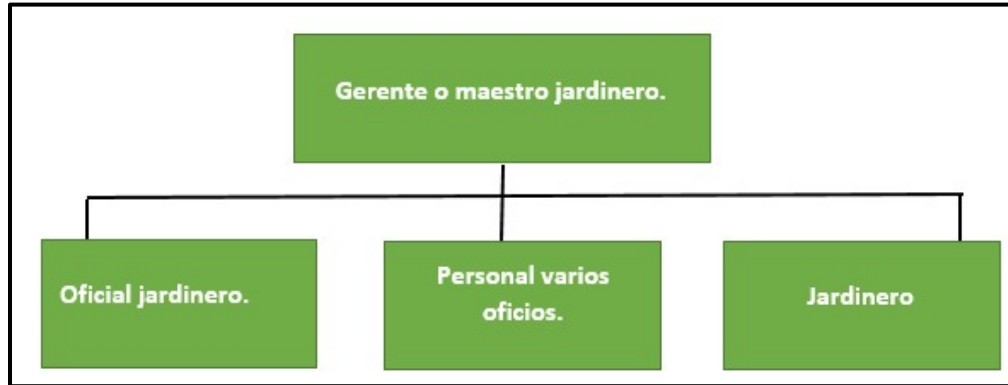 Gerente o maestro jardinero.
Oficial jardinero.
Personal varios
oficios.
Jardinero